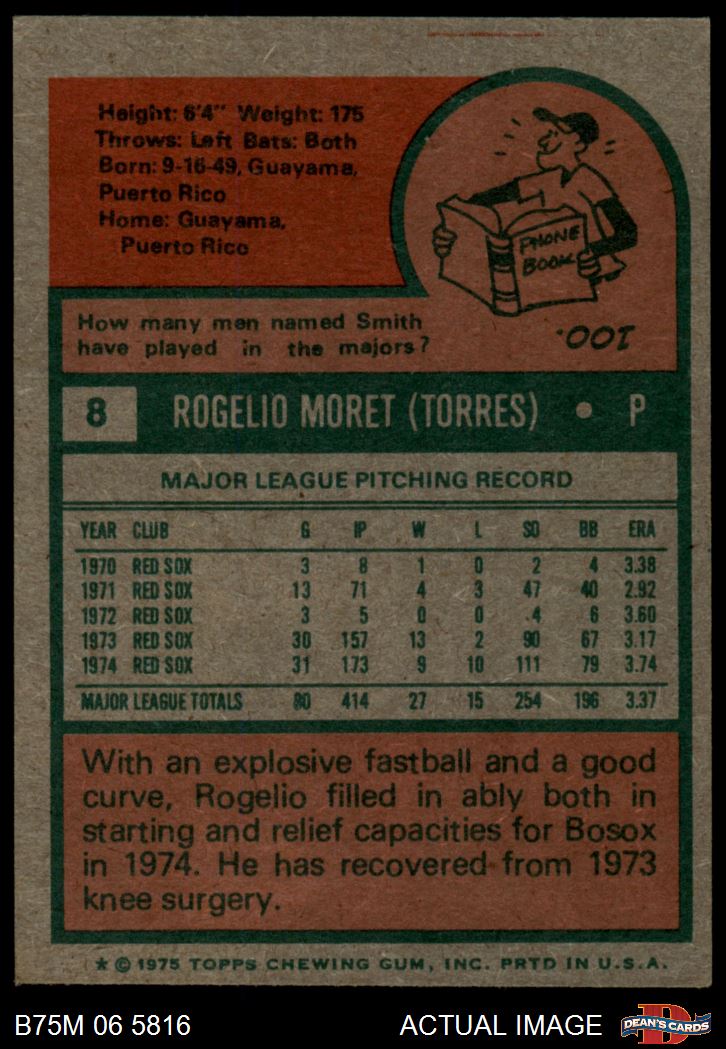 Height: 6'4" Weight: 175
Throws: Left Bats: Both
Born: 9-16-49, Guayama,
Puerto Rico
Home: Guayama,
Puerto Rico
PHONE
BOOK
How many men named Smith
have played in the majors?
100.
8 ROGELIO MORET (TORRES) • P
MAJOR LEAGUE PITCHING RECORD
YEAR CLUB G IP W L SO BB ERA
1970 RED SOX 3 8 1 0 2 4 3.38
1971 RED SOX 13 71 4 3 47 40 2.92
1972 RED SOX 3 5 0 0 4 6 3.60
1973 RED SOX 30 157 13 2 90 67 3.17
1974 RED SOX 31 173 9 10 111 79 3.74
MAJOR LEAGUE TOTALS 80 414 27 15 254 196 3.37
With an explosive fastball and a good
curve, Rogelio filled in ably both in
starting and relief capacities for Bosox
in 1974. He has recovered from 1973
knee surgery.
* © 1975 TOPPS CHEWING GUM, INC. PRTD IN U.S.A.
B75M 06 5816 ACTUAL IMAGE
D
DEAN'S CARDS